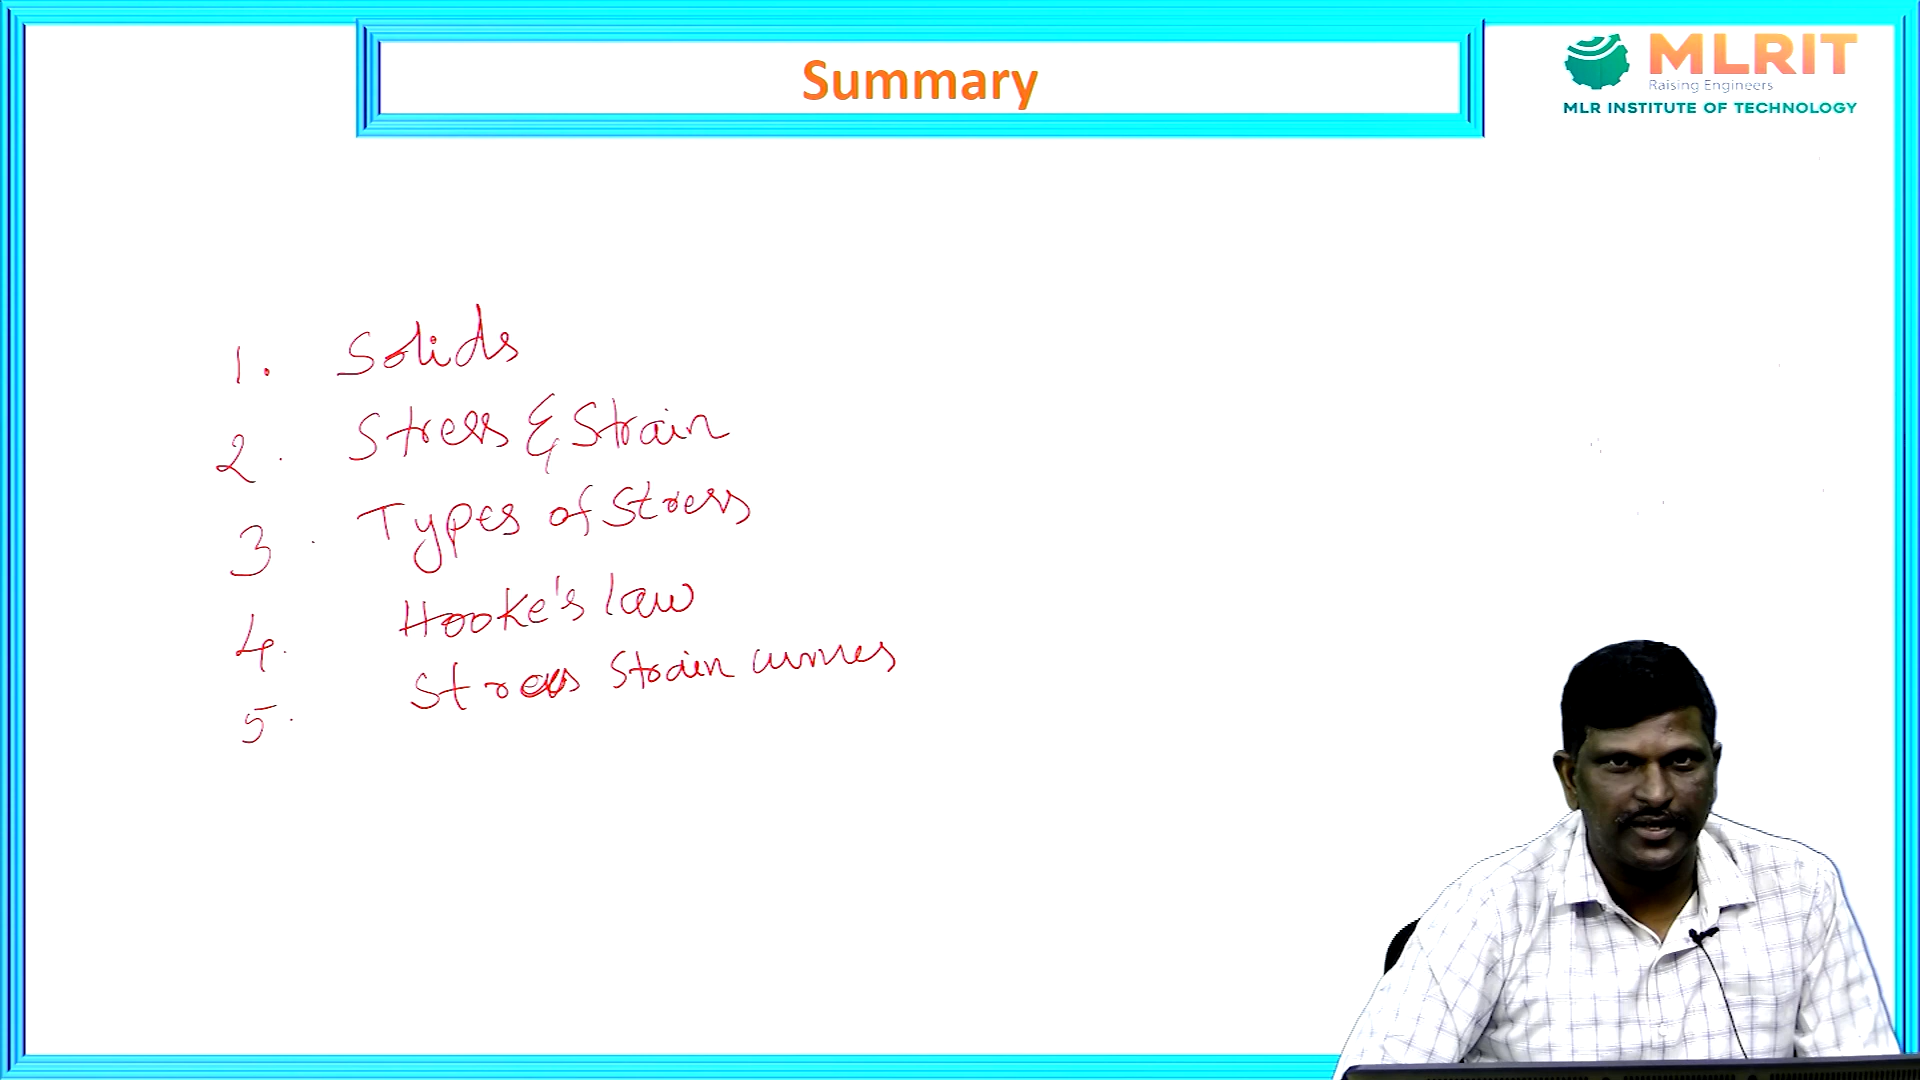 Summary
MLRIT
Raising Engineers
MLR INSTITUTE OF TECHNOLOGY
1. Solids
2. Stress & Strain
3. Types of Stress
4. Hooke's law
5. Stress Strain curves